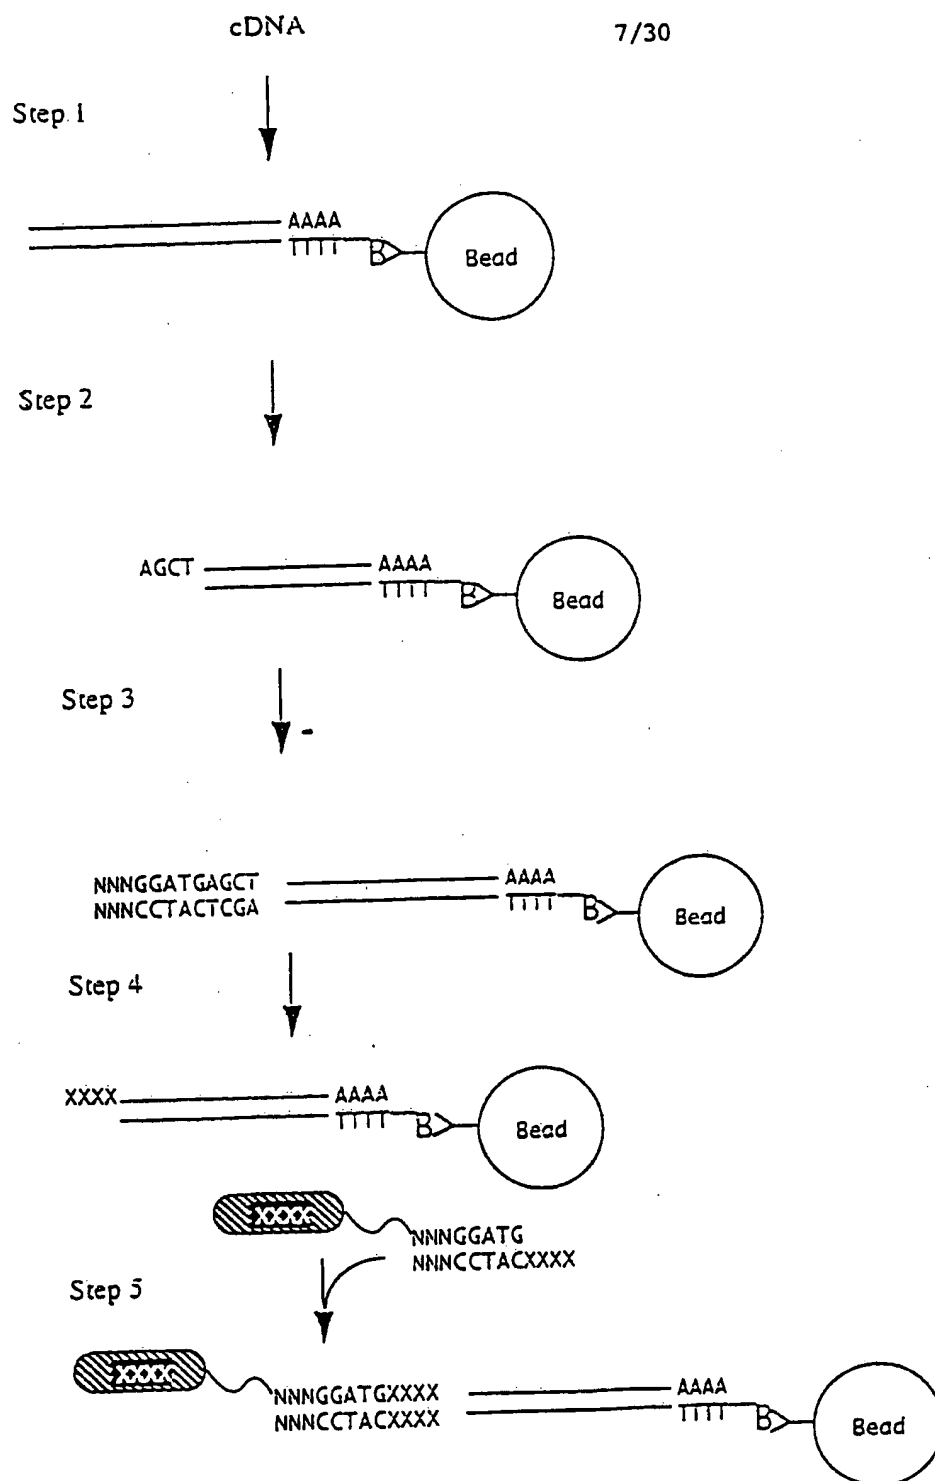 cDNA
7/30
Step 1
AAAA
TTTT
B
Bead
Step 2
AGCT
AAAA
TTTT
B
Bead
Step 3
NNNGGATGAGCT
NNNCCTACTCGA
AAAA
TTTT
B
Bead
Step 4
XXXX
AAAA
TTTT
B
Bead
XXXX
NNNGGATG
NNNCCTACXXXX
Step 5
XXXX
NNNGGATGXXXX
NNNCCTACXXXX
AAAA
TTTT
B
Bead